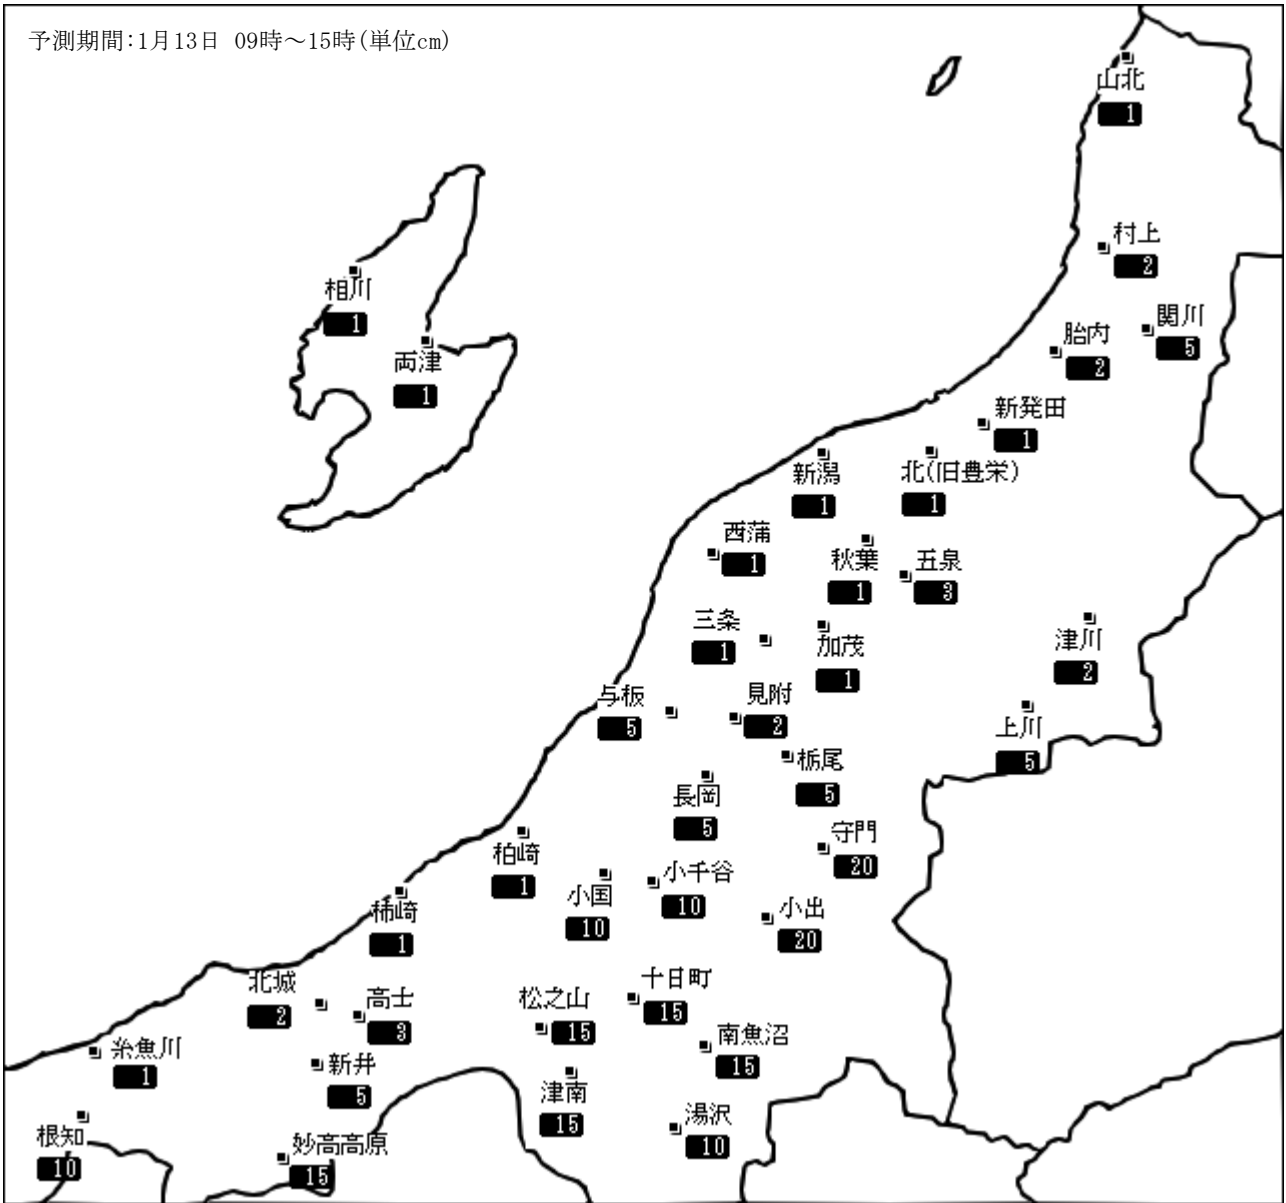 予測期間:1月13日 09時～15時(単位cm)
山北
1
村上
2
相川
1
関川
5
胎内
2
両津
1
新発田
1
新潟
1
北(旧豊栄)
1
西蒲
1
秋葉
1
五泉
3
三条
1
加茂
1
津川
2
与板
5
見附
2
上川
5
栃尾
5
長岡
5
守門
20
柏崎
1
小国
10
小千谷
10
柿崎
1
小出
20
北城
2
高士
3
松之山
15
十日町
15
南魚沼
15
糸魚川
1
新井
5
津南
15
湯沢
10
根知
10
妙高高原
15